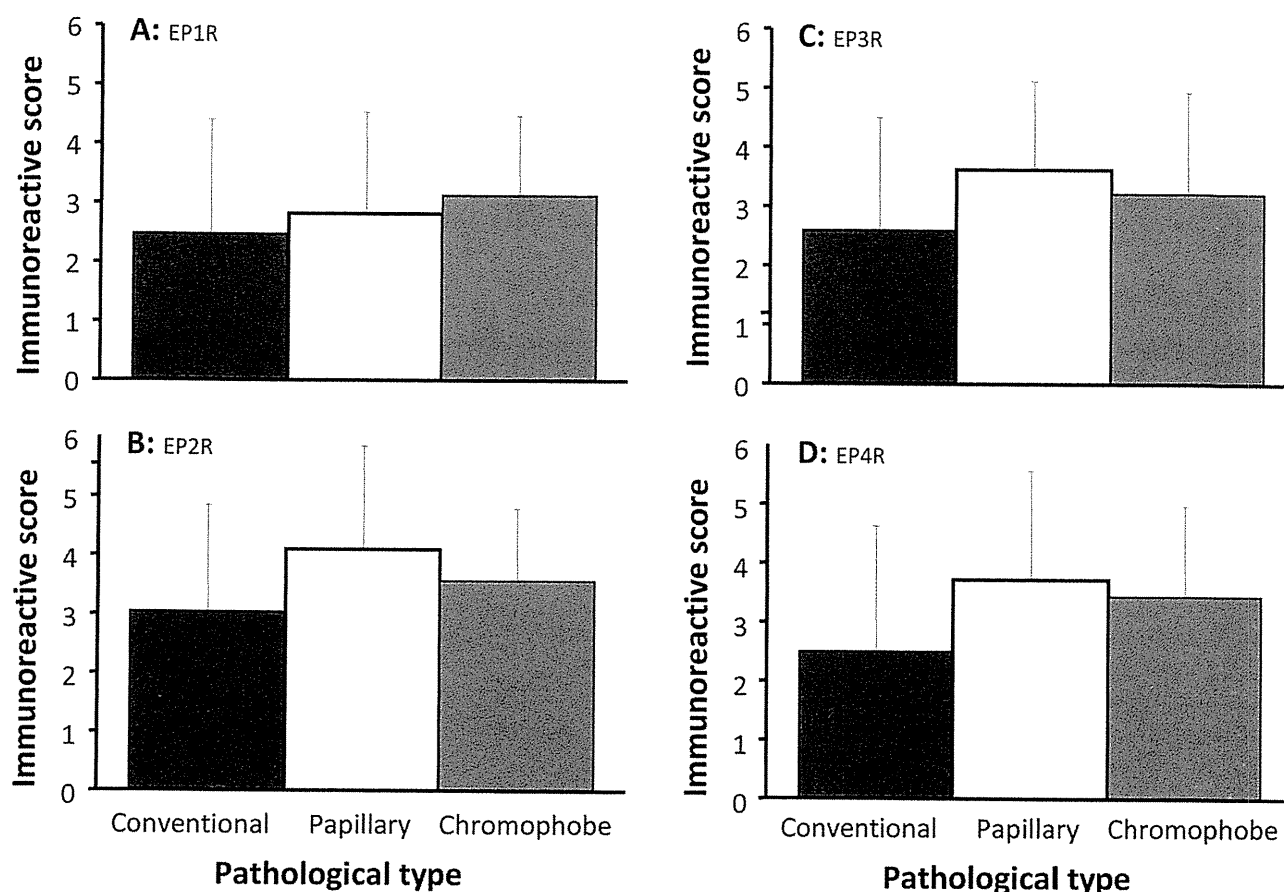 A: EP1R
Immunoreactive score
6
5
4
3
2
1
0
C: EP3R
Immunoreactive score
6
5
4
3
2
1
0
B: EP2R
Immunoreactive score
6
5
4
3
2
1
0
Conventional Papillary Chromophobe
Pathological type
D: EP4R
Immunoreactive score
6
5
4
3
2
1
0
Conventional Papillary Chromophobe
Pathological type